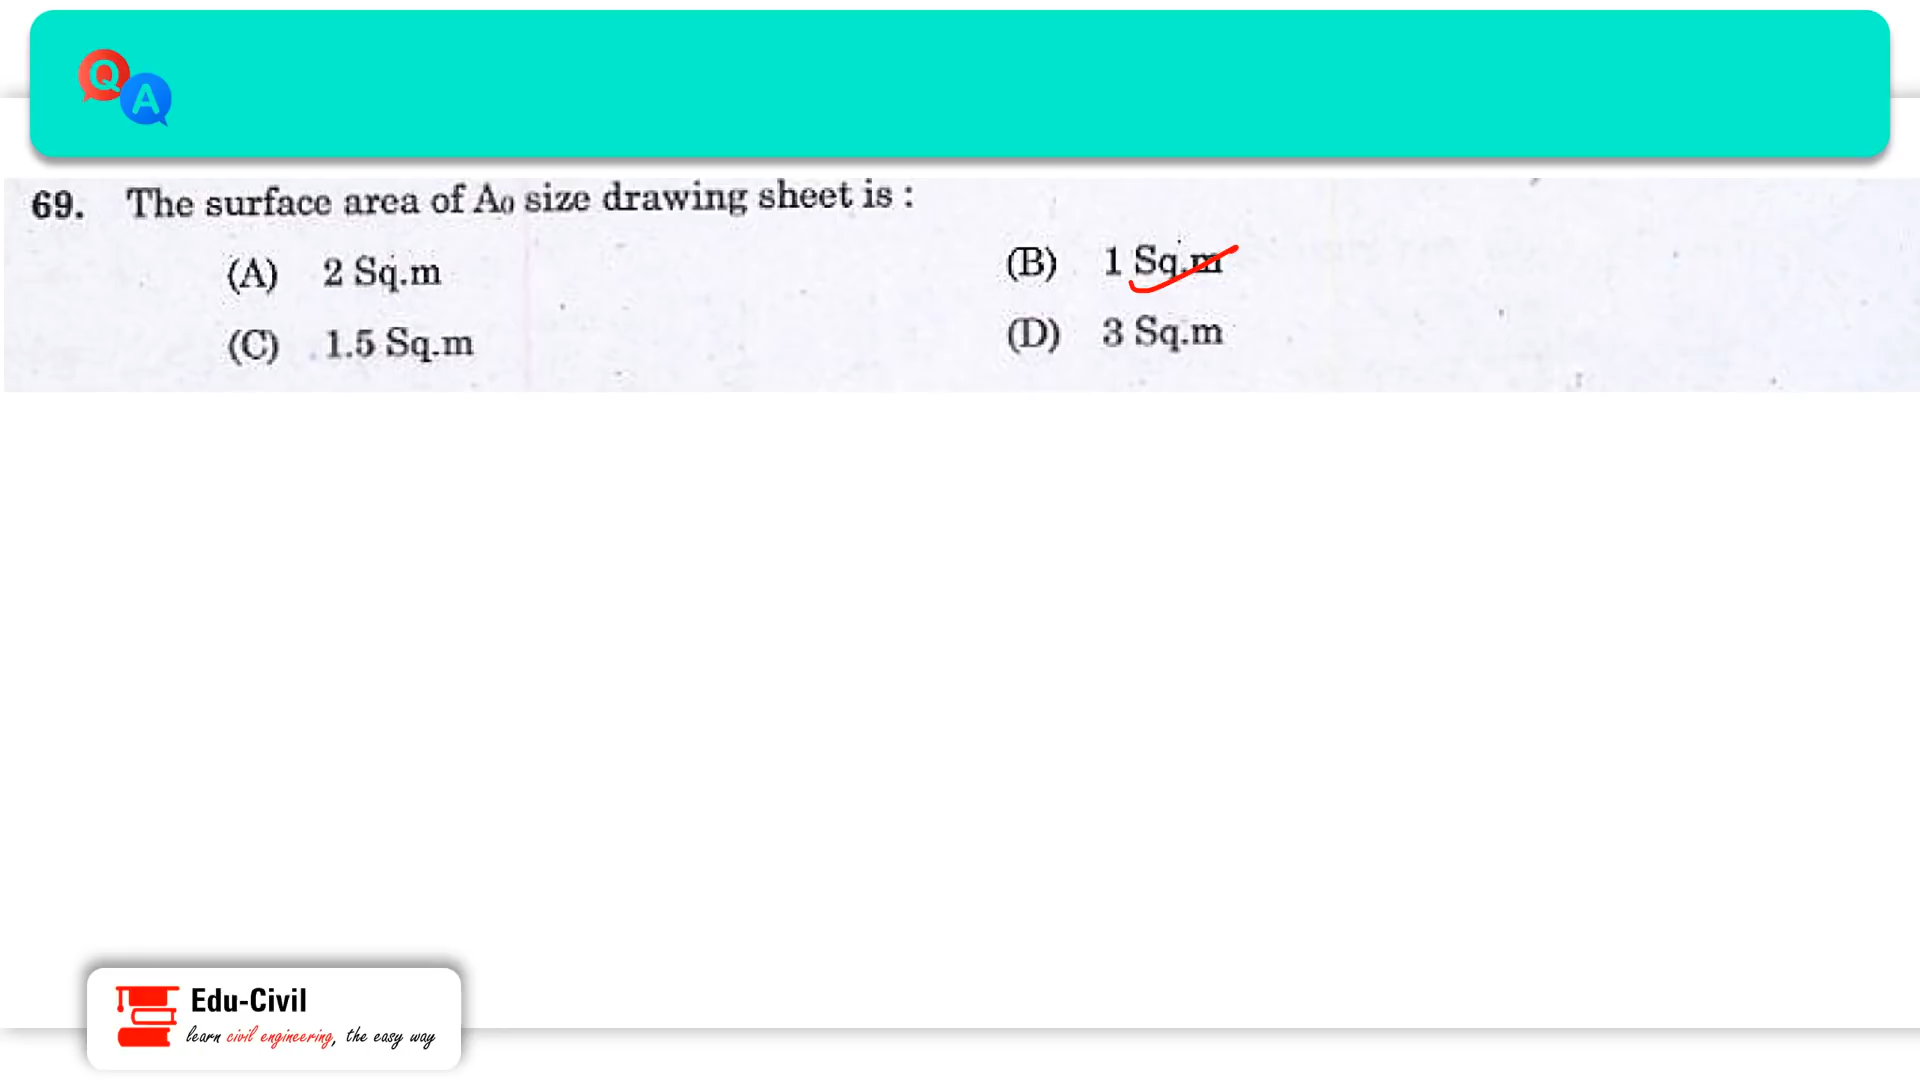 Q A
69. The surface area of A0 size drawing sheet is :
(A) 2 Sq.m (B) 1 Sq.m
(C) 1.5 Sq.m (D) 3 Sq.m
Edu-Civil
learn civil engineering, the easy way